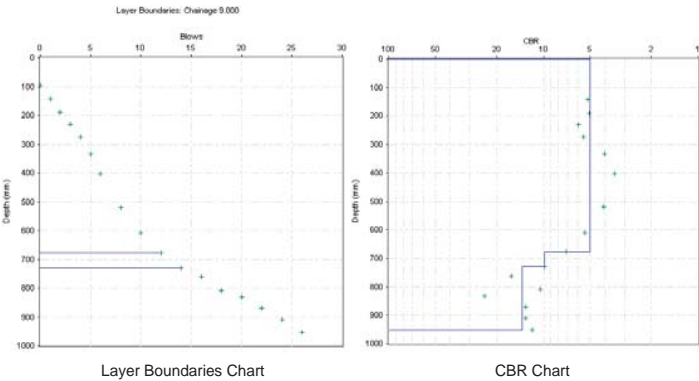 Layer Boundaries: Chainage 9.000
Blows
0 5 10 15 20 25 30
0
100
200
300
400
500
600
700
800
900
1000
Depth (mm)
Layer Boundaries Chart
CBR
100 50 20 10 5 2 1
0
100
200
300
400
500
600
700
800
900
1000
Depth (mm)
CBR Chart